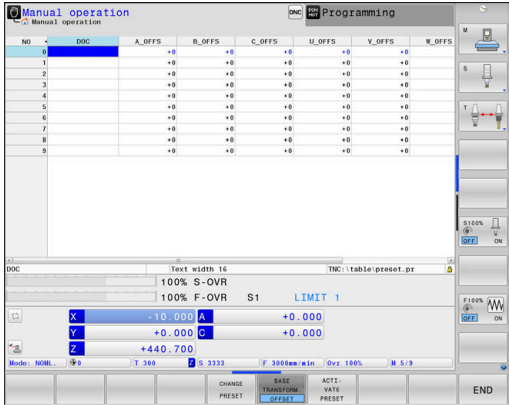 Manual operation DNC Programming
Manual operation
NO DOC A_OFFS B_OFFS C_OFFS U_OFFS V_OFFS W_OFFS
0 +0 +0 +0 +0 +0
1 +0 +0 +0 +0 +0
2 +0 +0 +0 +0 +0
3 +0 +0 +0 +0 +0
4 +0 +0 +0 +0 +0
5 +0 +0 +0 +0 +0
6 +0 +0 +0 +0 +0
7 +0 +0 +0 +0 +0
8 +0 +0 +0 +0 +0
9 +0 +0 +0 +0 +0
DOC Text width 16 TNC:\table\preset.pr
100% S-OVR
100% F-OVR S1 LIMIT 1
X -10.000 A +0.000
Y +0.000 C +0.000
Z +440.700
Mode: NOML. 0 T 300 Z S 3333 F 3000mm/min Ovr 100% M 5/9
M
S
T
S100%
OFF ON
F100%
OFF ON
CHANGE
PRESET
BASE
TRANSFORM
OFFSET
ACTI-
VATE
PRESET
END